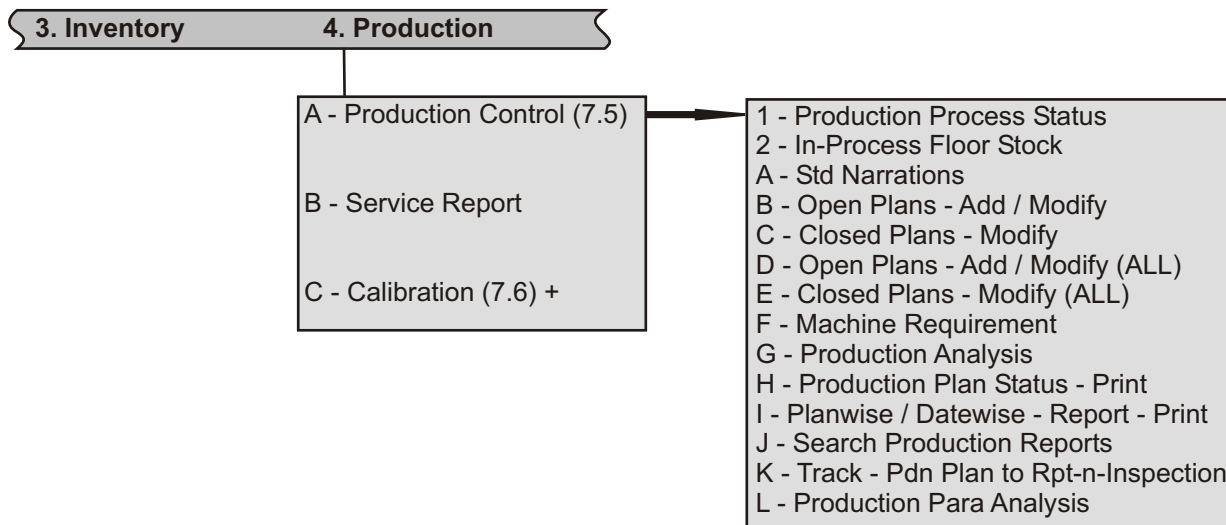 3. Inventory 4. Production
A - Production Control (7.5)
B - Service Report
C - Calibration (7.6) +
1 - Production Process Status
2 - In-Process Floor Stock
A - Std Narrations
B - Open Plans - Add / Modify
C - Closed Plans - Modify
D - Open Plans - Add / Modify (ALL)
E - Closed Plans - Modify (ALL)
F - Machine Requirement
G - Production Analysis
H - Production Plan Status - Print
I - Planwise / Datewise - Report - Print
J - Search Production Reports
K - Track - Pdn Plan to Rpt-n-Inspection
L - Production Para Analysis